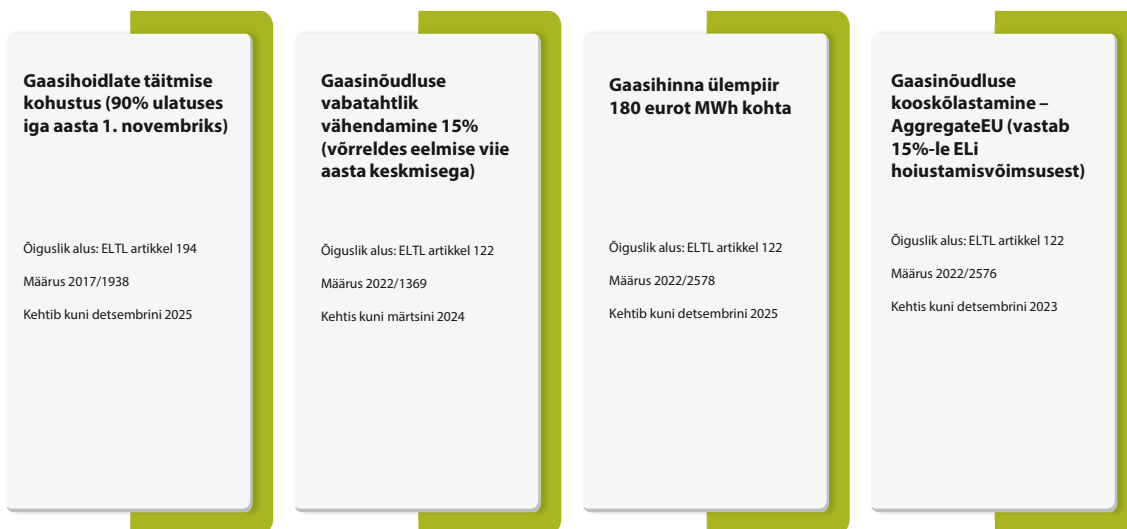 Gaasihoidlate täitmise
kohustus (90% ulatuses
iga aasta 1. novembriks)
Õiguslik alus: ELTL artikkel 194
Määrus 2017/1938
Kehtib kuni detsembrini 2025
Gaasinõudluse
vabatahtlik
vähendamine 15%
(võrreldes eelmise viie
aasta keskmisega)
Õiguslik alus: ELTL artikkel 122
Määrus 2022/1369
Kehtis kuni märtsini 2024
Gaasihinna ülempiir
180 eurot MWh kohta
Õiguslik alus: ELTL artikkel 122
Määrus 2022/2578
Kehtib kuni detsembrini 2025
Gaasinõudluse
kooskõlastamine –
AggregateEU (vastab
15%-le ELi
hoiustamisvõimsusest)
Õiguslik alus: ELTL artikkel 122
Määrus 2022/2576
Kehtis kuni detsembrini 2023